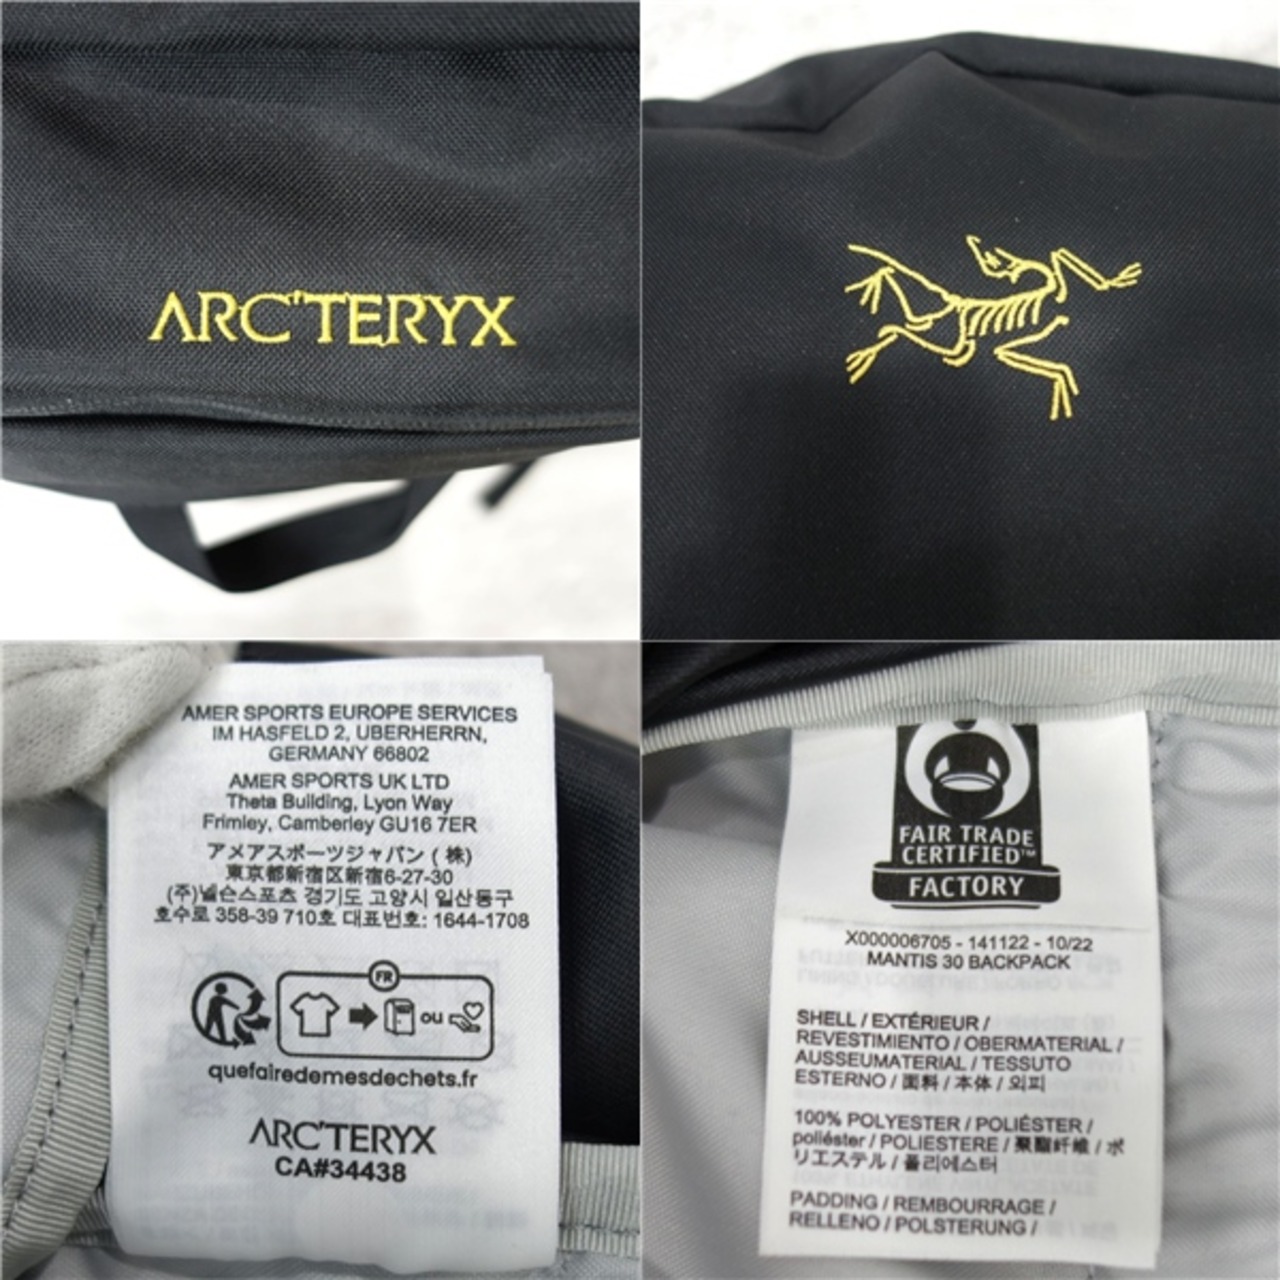 ARC'TERYX
AMER SPORTS EUROPE SERVICES
IM HASFELD 2, UBERHERRN,
GERMANY 66802
AMER SPORTS UK LTD
Theta Building, Lyon Way
Frimley, Camberley GU16 7ER
アメアスポーツジャパン ( 株)
東京都新宿区新宿6-27-30
(주)넬슨스포츠 경기도 고양시 일산동구
호수로 358-39 710호 대표번호: 1644-1708
FR
ou
quefairedemesdechets.fr
ARC'TERYX
CA#34438
FAIR TRADE
CERTIFIED™
FACTORY
X000006705 - 141122 - 10/22
MANTIS 30 BACKPACK
SHELL / EXTÉRIEUR /
REVESTIMIENTO / OBERMATERIAL /
AUSSEUMATERIAL / TESSUTO
ESTERNO / 面料 / 本体 / 외피
100% POLYESTER / POLIÉSTER /
poliéster / POLIESTERE / 聚酯纤维 / ポ
リエステル / 폴리에스터
PADDING / REMBOURRAGE /
RELLENO / POLSTERUNG /